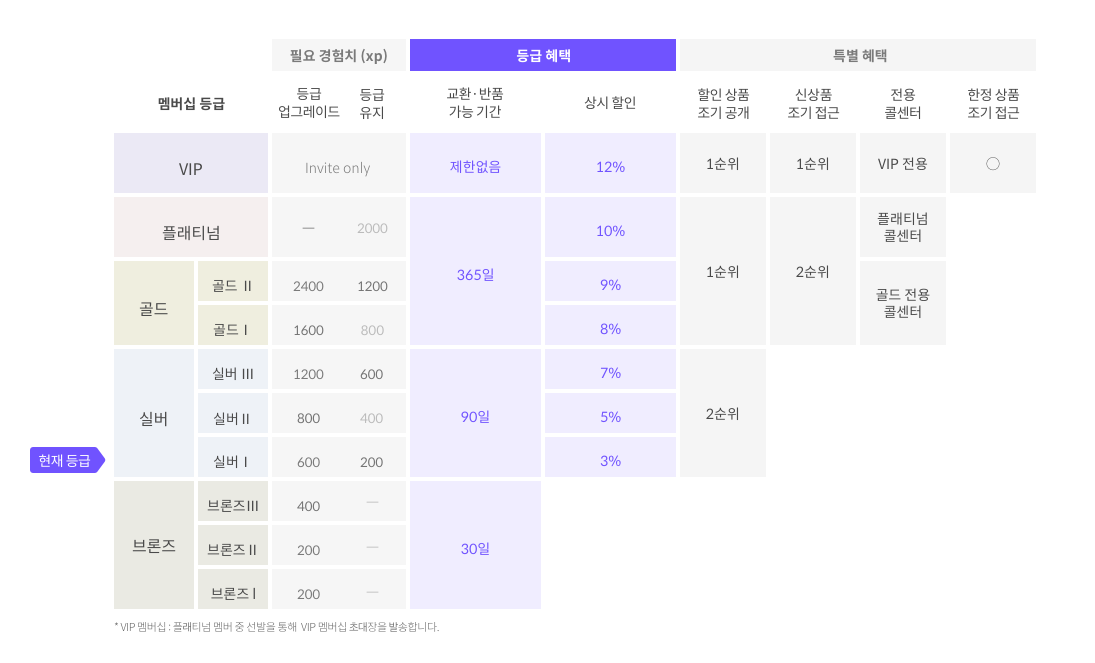 필요 경험치 (xp) 등급 혜택 특별 혜택
멤버십 등급
등급
업그레이드
등급
유지
교환·반품
가능 기간
상시 할인
할인 상품
조기 공개
신상품
조기 접근
전용
콜센터
한정 상품
조기 접근
VIP Invite only 제한없음 12% 1순위 1순위 VIP 전용 ○
플래티넘 — 2000 365일 10% 1순위 2순위
플래티넘
콜센터
골드
골드 II 2400 1200 9%
골드 I 1600 800 8%
골드 전용
콜센터
실버
실버 III 1200 600 7%
실버 II 800 400 90일 5% 2순위
현재 등급 실버 I 600 200 3%
브론즈
브론즈 III 400 —
브론즈 II 200 — 30일
브론즈 I 200 —
* VIP 멤버십 : 플래티넘 멤버 중 선발을 통해 VIP 멤버십 초대장을 발송합니다.